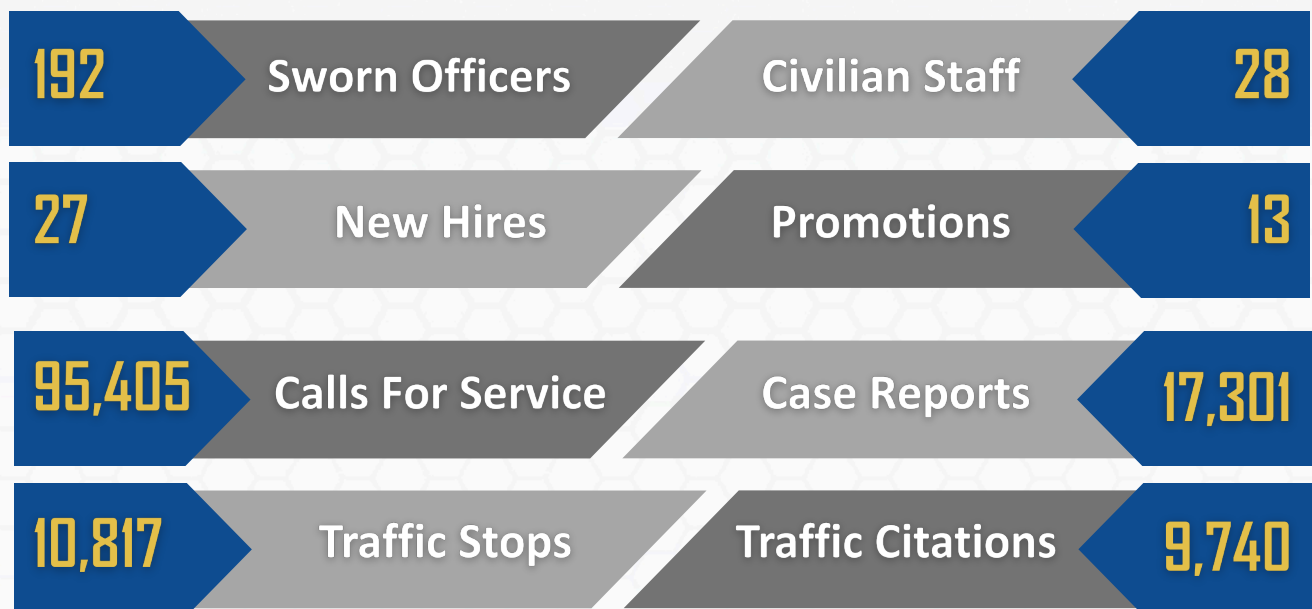 192 Sworn Officers Civilian Staff 28
27 New Hires Promotions 13
95,405 Calls For Service Case Reports 17,301
10,817 Traffic Stops Traffic Citations 9,740